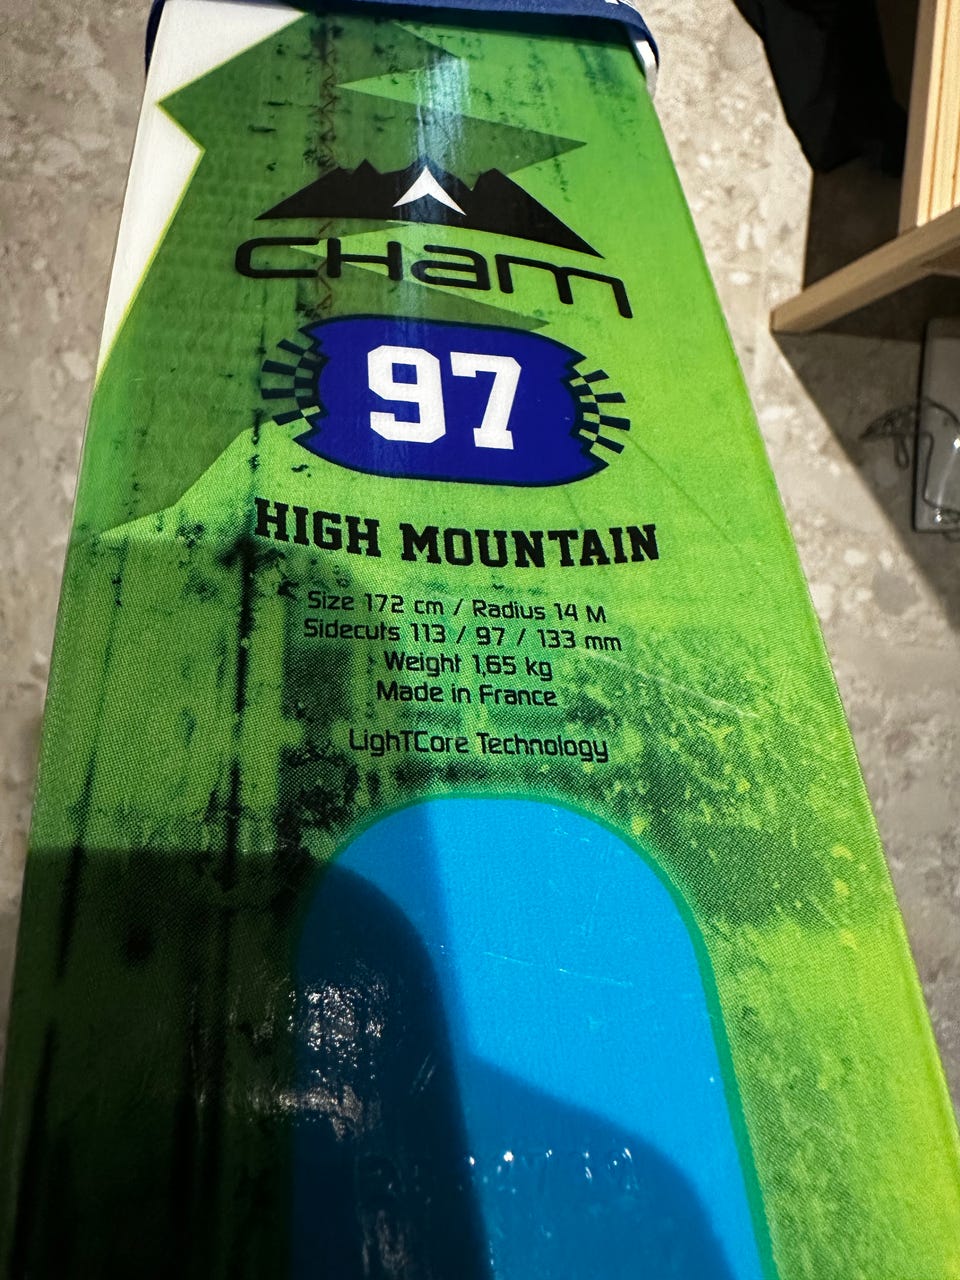 CHam
97
HIGH MOUNTAIN
Size 172 cm / Radius 14 M
Sidecuts 113 / 97 / 133 mm
Weight 1,65 kg
Made in France
LighTCore Technology